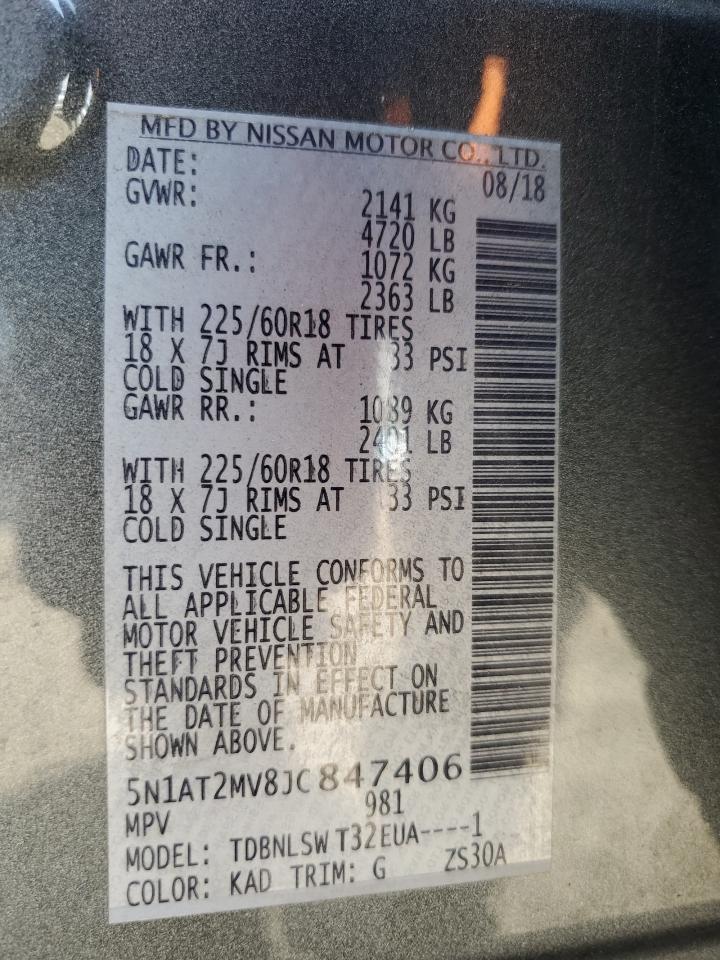 MFD BY NISSAN MOTOR CO., LTD.
DATE: 08/18
GVWR: 2141 KG
4720 LB
GAWR FR.: 1072 KG
2363 LB
WITH 225/60R18 TIRES
18 X 7J RIMS AT 33 PSI
COLD SINGLE
GAWR RR.: 1089 KG
2401 LB
WITH 225/60R18 TIRES
18 X 7J RIMS AT 33 PSI
COLD SINGLE
THIS VEHICLE CONFORMS TO
ALL APPLICABLE FEDERAL
MOTOR VEHICLE SAFETY AND
THEFT PREVENTION
STANDARDS IN EFFECT ON
THE DATE OF MANUFACTURE
SHOWN ABOVE.
5N1AT2MV8JC847406
MPV 981
MODEL: TDBNLSW T32EUA----1
COLOR: KAD TRIM: G ZS30A